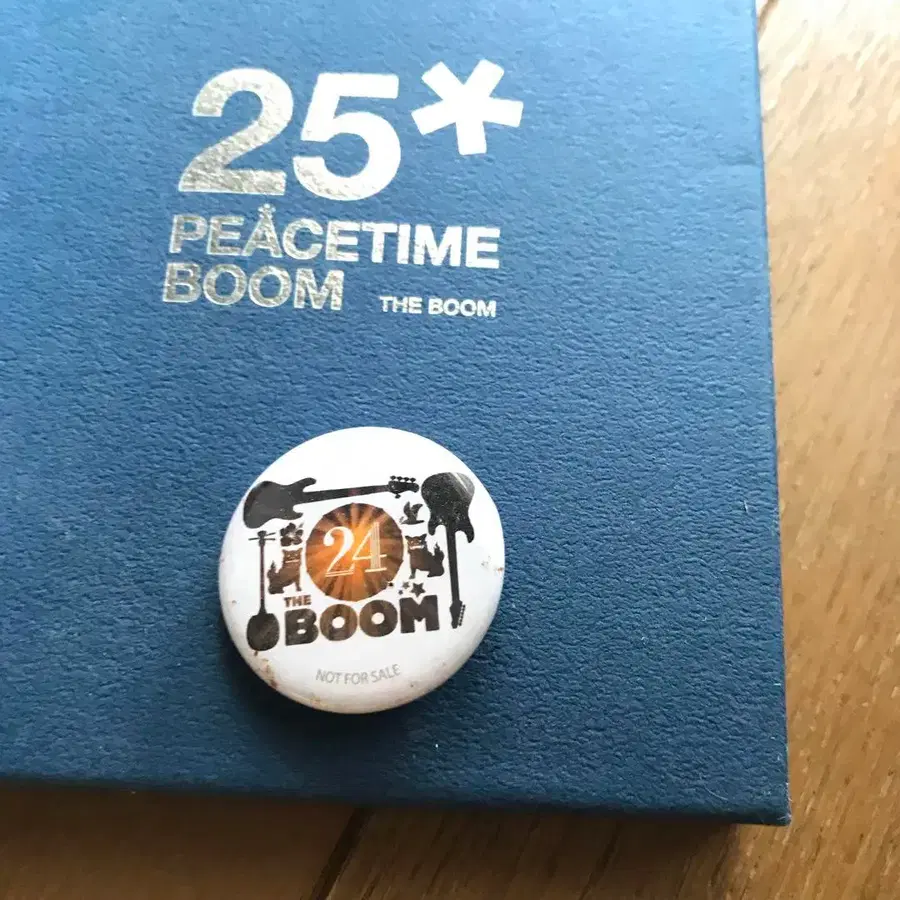 25*
PEACETIME
BOOM THE BOOM
24
THE
BOOM
NOT FOR SALE